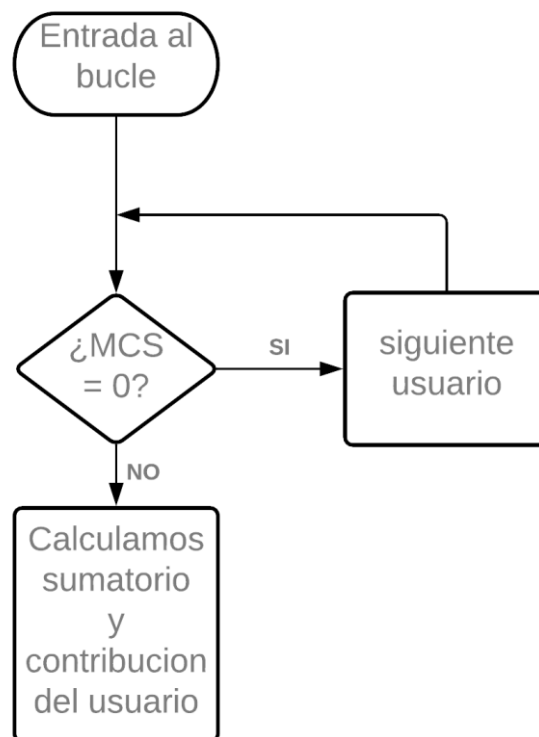 Entrada al
bucle
¿MCS
= 0?
SI
siguiente
usuario
NO
Calculamos
sumatorio
y
contribucion
del usuario